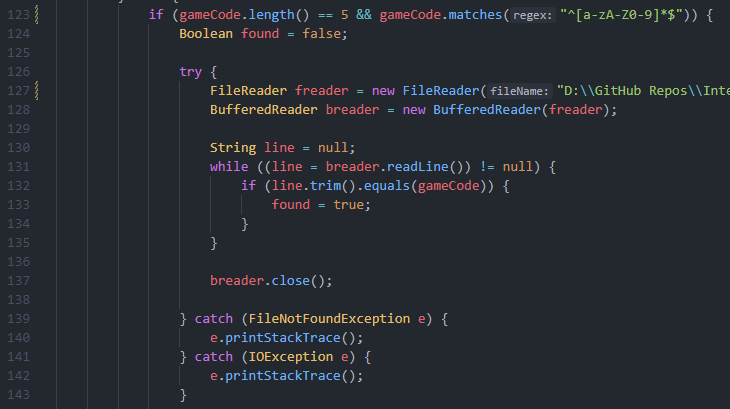 123 if (gameCode.length() == 5 && gameCode.matches(regex: "^[a-zA-Z0-9]*$")) {
124 Boolean found = false;
125
126 try {
127 FileReader freader = new FileReader(fileName: "D:\\GitHub Repos\\Inte
128 BufferedReader breader = new BufferedReader(freader);
129
130 String line = null;
131 while ((line = breader.readLine()) != null) {
132 if (line.trim().equals(gameCode)) {
133 found = true;
134 }
135 }
136
137 breader.close();
138
139 } catch (FileNotFoundException e) {
140 e.printStackTrace();
141 } catch (IOException e) {
142 e.printStackTrace();
143 }